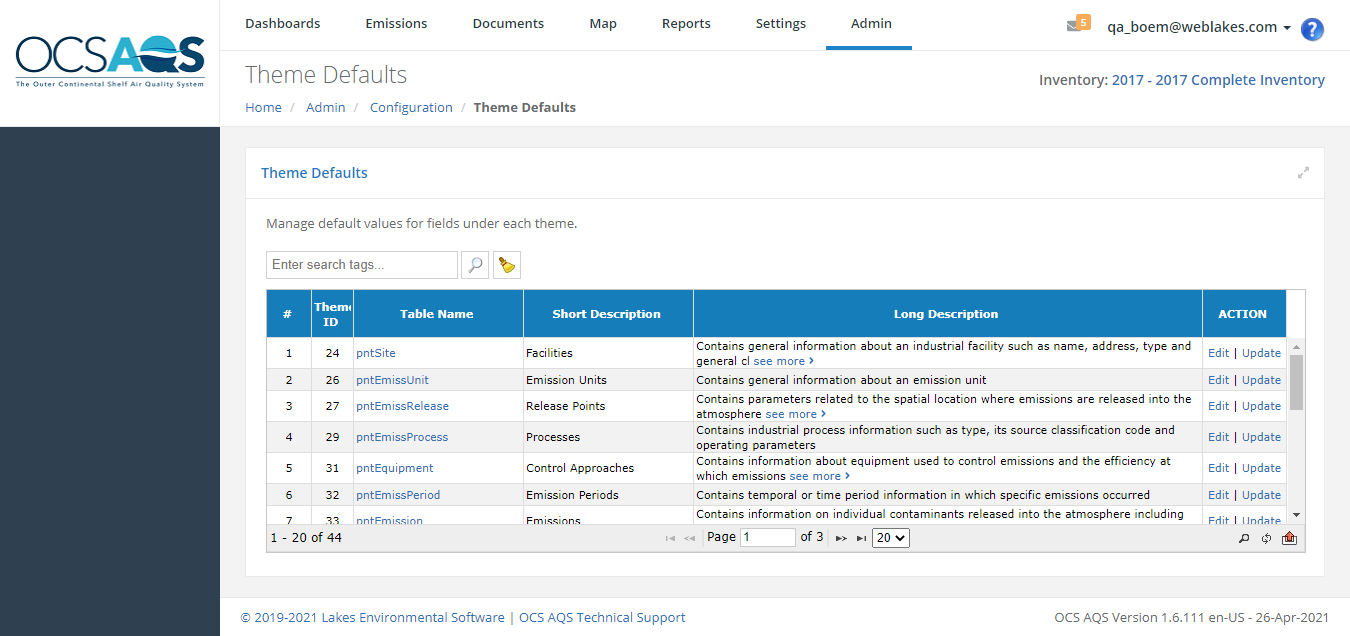 OCSAQS
The Outer Continental Shelf Air Quality System
Dashboards Emissions Documents Map Reports Settings Admin
5 qa_boem@weblakes.com ?
Theme Defaults
Inventory: 2017 - 2017 Complete Inventory
Home / Admin / Configuration / Theme Defaults
Theme Defaults
Manage default values for fields under each theme.
Enter search tags...
# Theme ID Table Name Short Description Long Description ACTION
1 24 pntSite Facilities Contains general information about an industrial facility such as name, address, type and
general cl see more › Edit | Update
2 26 pntEmissUnit Emission Units Contains general information about an emission unit Edit | Update
3 27 pntEmissRelease Release Points Contains parameters related to the spatial location where emissions are released into the
atmosphere see more › Edit | Update
4 29 pntEmissProcess Processes Contains industrial process information such as type, its source classification code and
operating parameters Edit | Update
5 31 pntEquipment Control Approaches Contains information about equipment used to control emissions and the efficiency at
which emissions see more › Edit | Update
6 32 pntEmissPeriod Emission Periods Contains temporal or time period information in which specific emissions occurred Edit | Update
7 33 pntEmission Emissions Contains information on individual contaminants released into the atmosphere including Edit | Update
1 - 20 of 44 Page 1 of 3 20
© 2019-2021 Lakes Environmental Software | OCS AQS Technical Support
OCS AQS Version 1.6.111 en-US - 26-Apr-2021